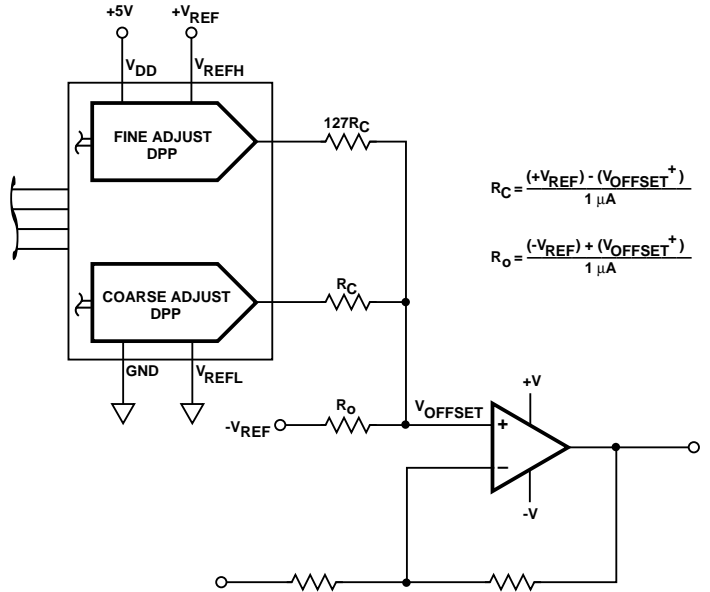 +5V
+VREF
VDD
VREFH
FINE ADJUST
DPP
127RC
RC = (+VREF) - (VOFFSET+)
1 µA
Ro = (-VREF) + (VOFFSET+)
1 µA
COARSE ADJUST
DPP
RC
GND
VREFL
-VREF
Ro
VOFFSET
+V
+
−
-V